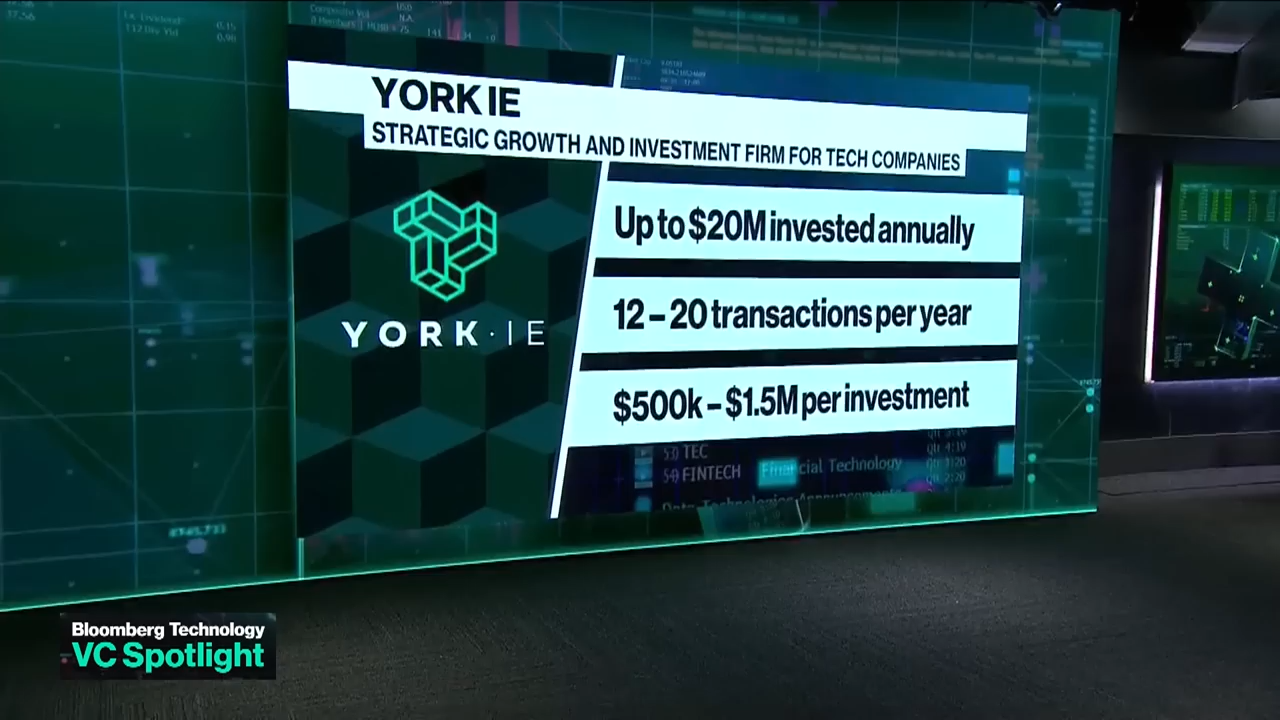 YORK IE
STRATEGIC GROWTH AND INVESTMENT FIRM FOR TECH COMPANIES
YORK·IE
Up to $20M invested annually
12 – 20 transactions per year
$500k – $1.5M per investment
TEC
FINTECH
Financial Technology
Bloomberg Technology
VC Spotlight